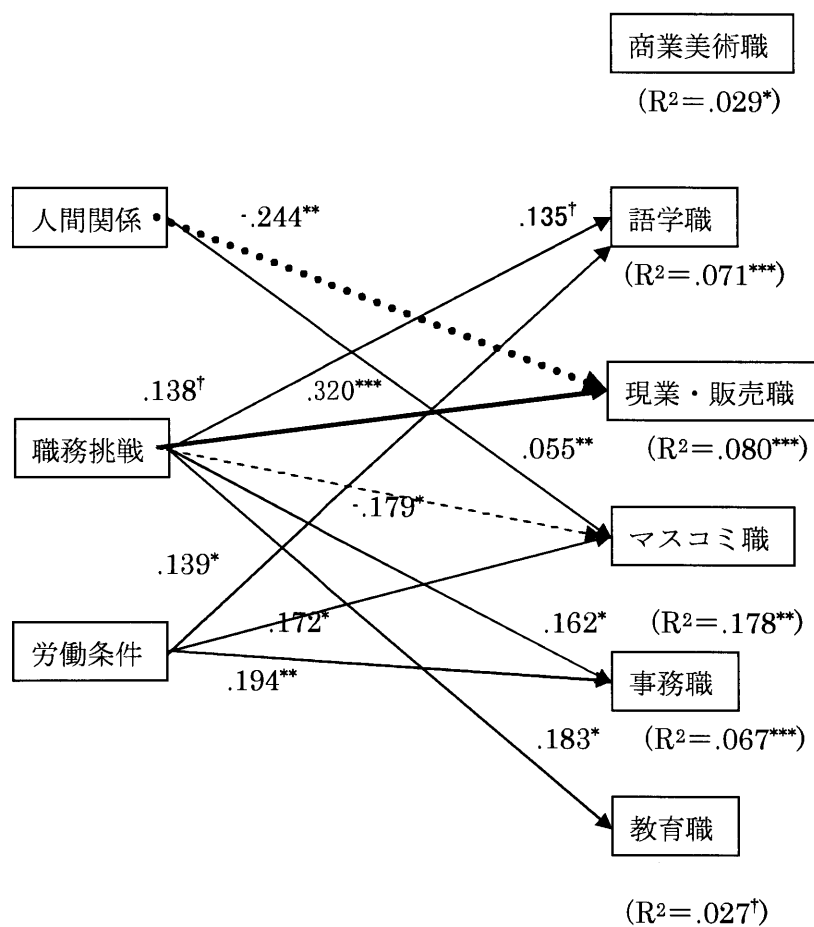 商業美術職
(R²=.029*)
人間関係
-.244**
.135†
語学職
(R²=.071***)
.138†
.320***
現業・販売職
職務挑戦
.055**
(R²=.080***)
-.179*
マスコミ職
.139*
.172*
.162*
(R²=.178**)
労働条件
.194**
事務職
.183*
(R²=.067***)
教育職
(R²=.027†)